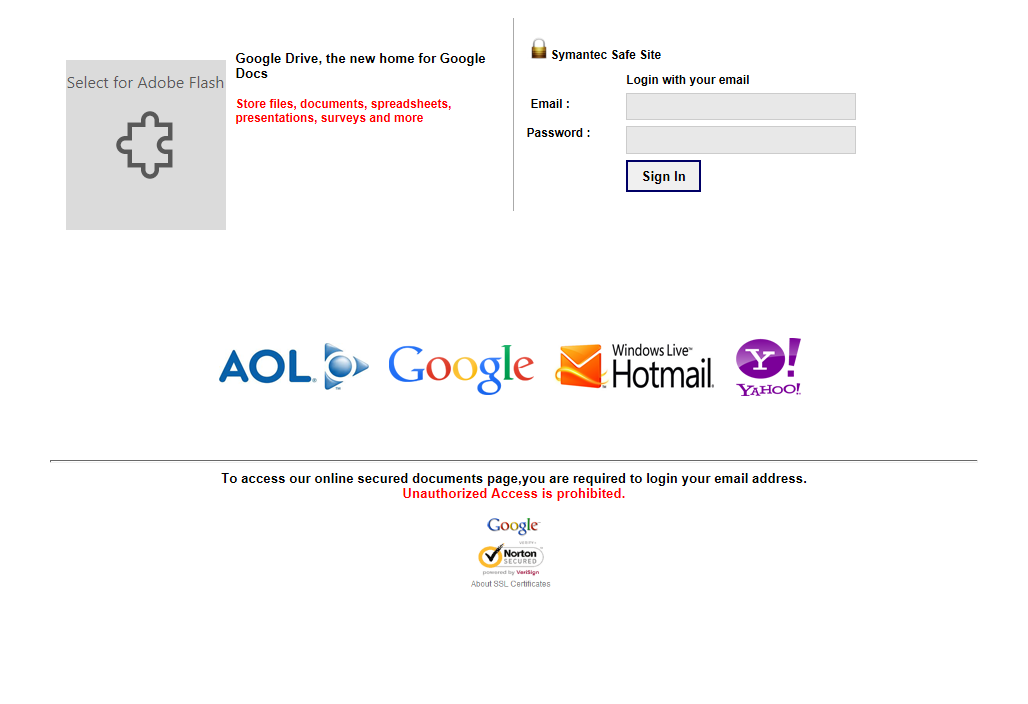 Select for Adobe Flash
Google Drive, the new home for Google
Docs
Store files, documents, spreadsheets,
presentations, surveys and more
Symantec Safe Site
Login with your email
Email :
Password :
Sign In
AOL
Google
Windows Live™
Hotmail
Y!
YAHOO!
To access our online secured documents page,you are required to login your email address.
Unauthorized Access is prohibited.
Google
Norton
SECURED
powered by VeriSign
About SSL Certificates